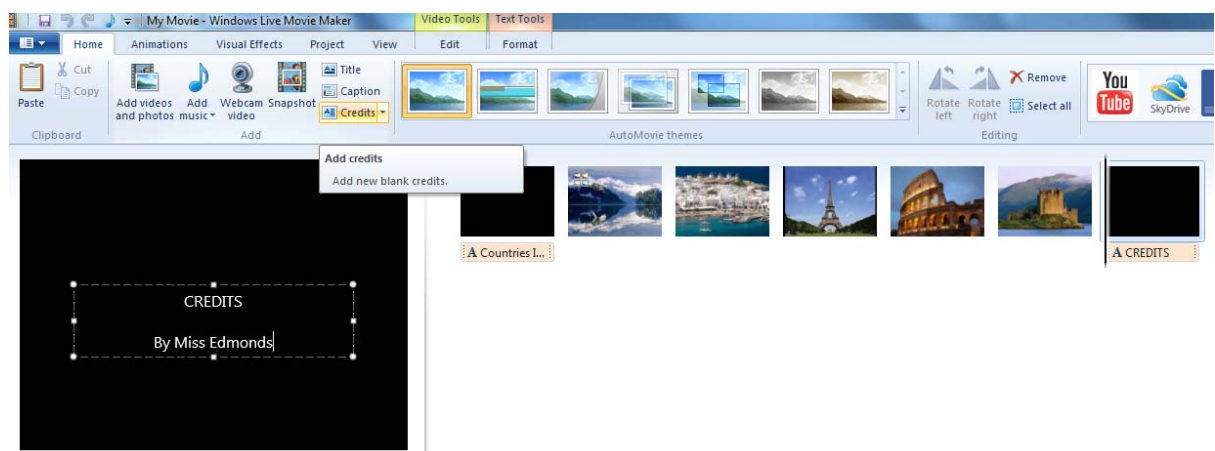 My Movie - Windows Live Movie Maker
Video Tools
Text Tools
Home
Animations
Visual Effects
Project
View
Edit
Format
Paste
Cut
Copy
Clipboard
Add videos and photos
Add music
Webcam video
Snapshot
Title
Caption
Credits
Add
AutoMovie themes
Rotate left
Rotate right
Remove
Select all
Editing
You Tube
SkyDrive
Add credits
Add new blank credits.
CREDITS
By Miss Edmonds
A Countries I...
A CREDITS